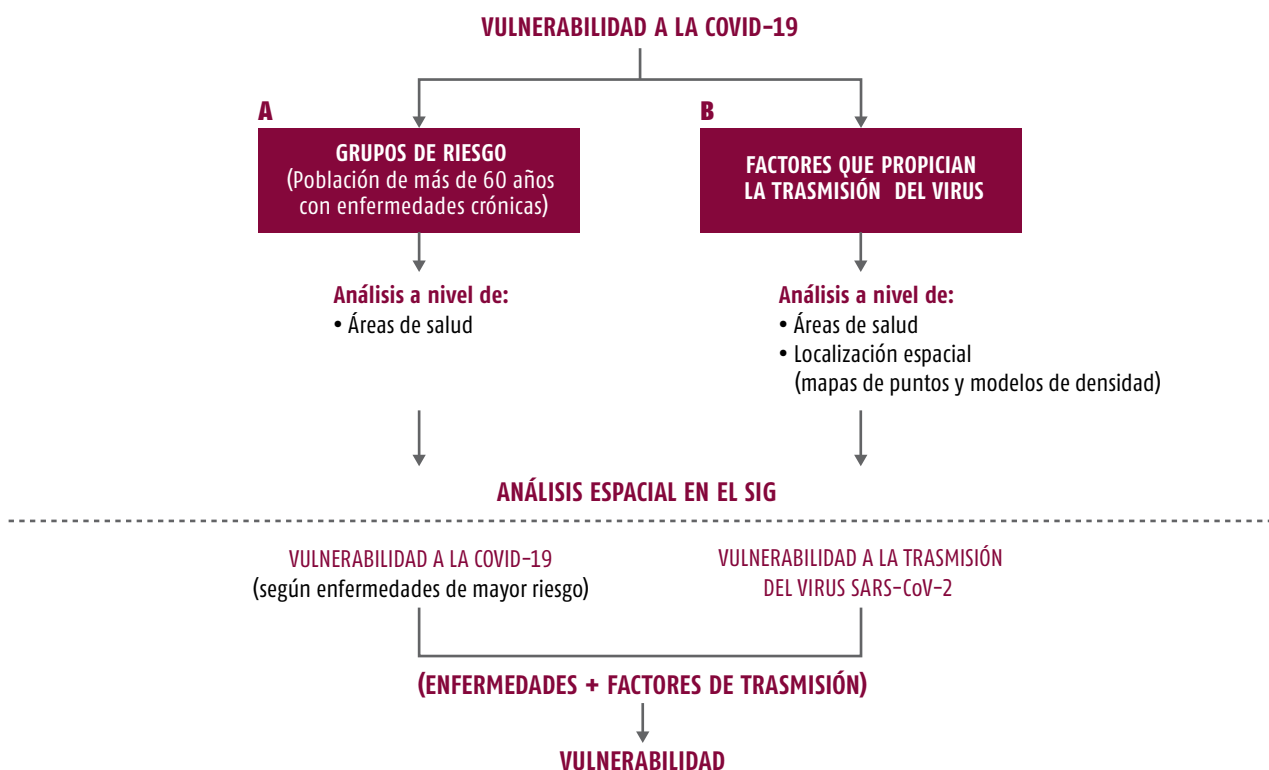 VULNERABILIDAD A LA COVID-19
A
GRUPOS DE RIESGO
(Población de más de 60 años
con enfermedades crónicas)
Análisis a nivel de:
• Áreas de salud
B
FACTORES QUE PROPICIAN
LA TRASMISIÓN DEL VIRUS
Análisis a nivel de:
• Áreas de salud
• Localización espacial
(mapas de puntos y modelos de densidad)
ANÁLISIS ESPACIAL EN EL SIG
VULNERABILIDAD A LA COVID-19
(según enfermedades de mayor riesgo)
VULNERABILIDAD A LA TRASMISIÓN
DEL VIRUS SARS-CoV-2
(ENFERMEDADES + FACTORES DE TRASMISIÓN)
VULNERABILIDAD